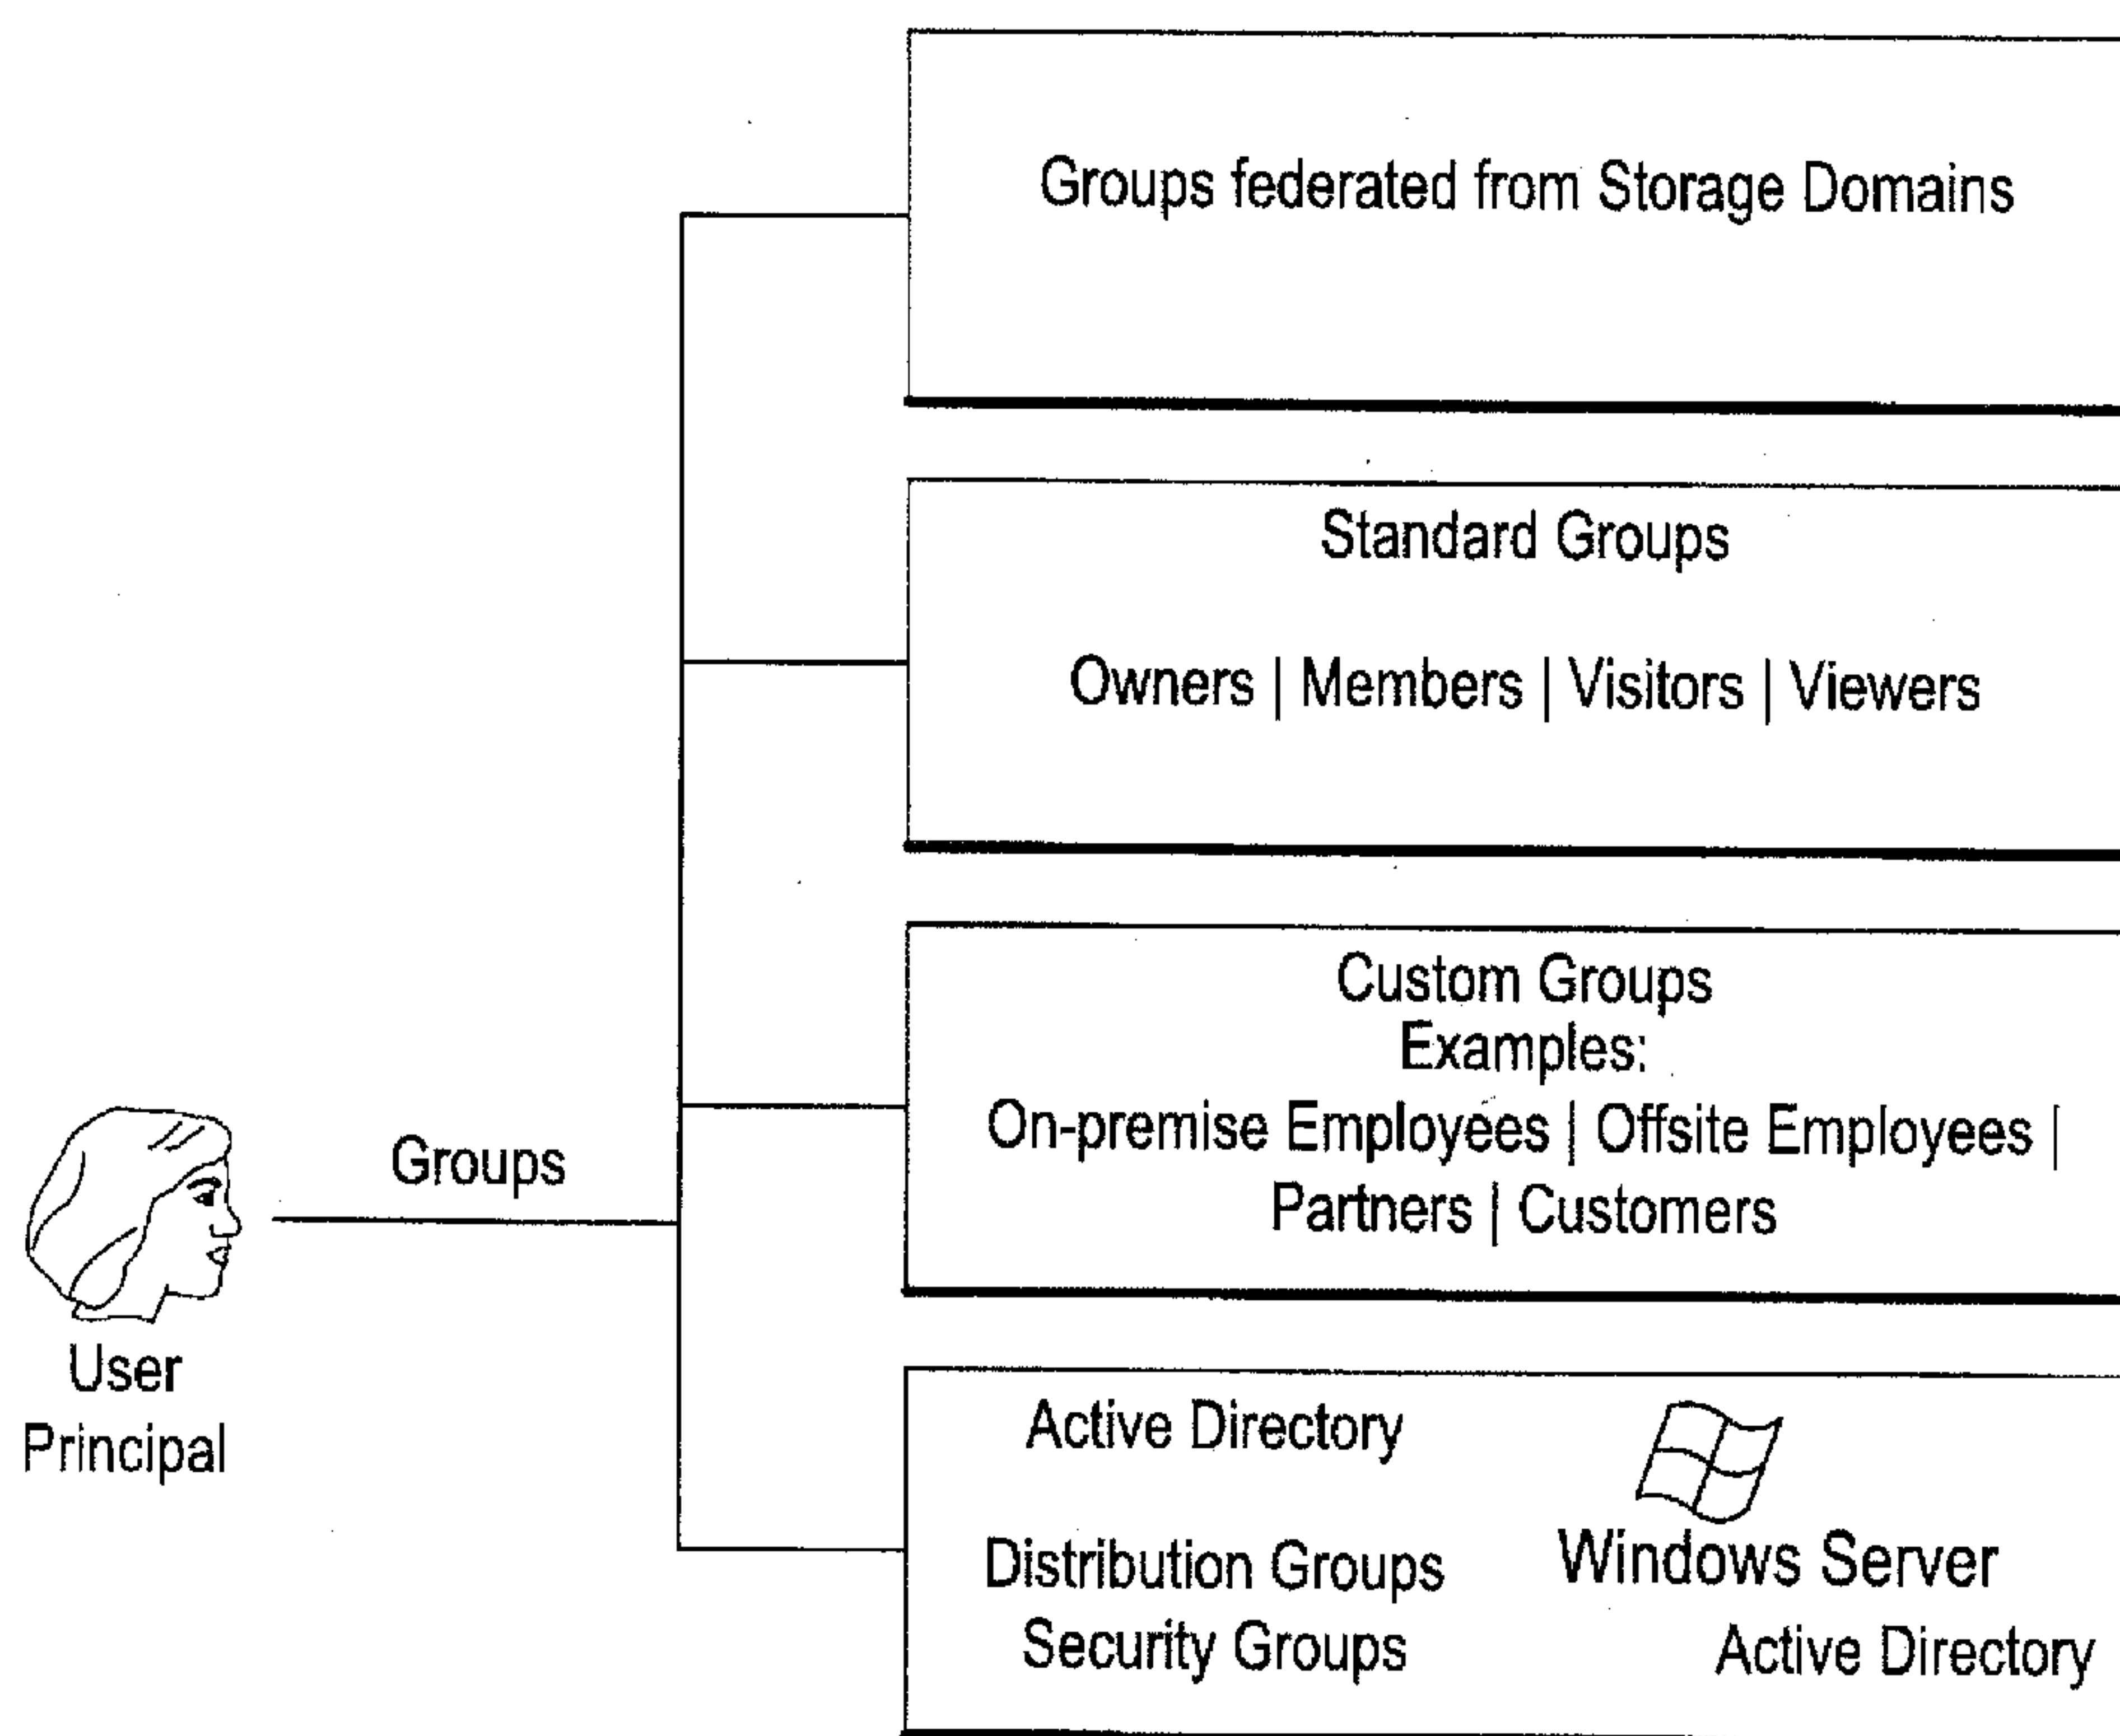 Groups federated from Storage Domains
Standard Groups
Owners | Members | Visitors | Viewers
Custom Groups
Examples:
On-premise Employees | Offsite Employees |
Partners | Customers
Groups
User
Principal
Active Directory
Distribution Groups
Security Groups
Windows Server
Active Directory